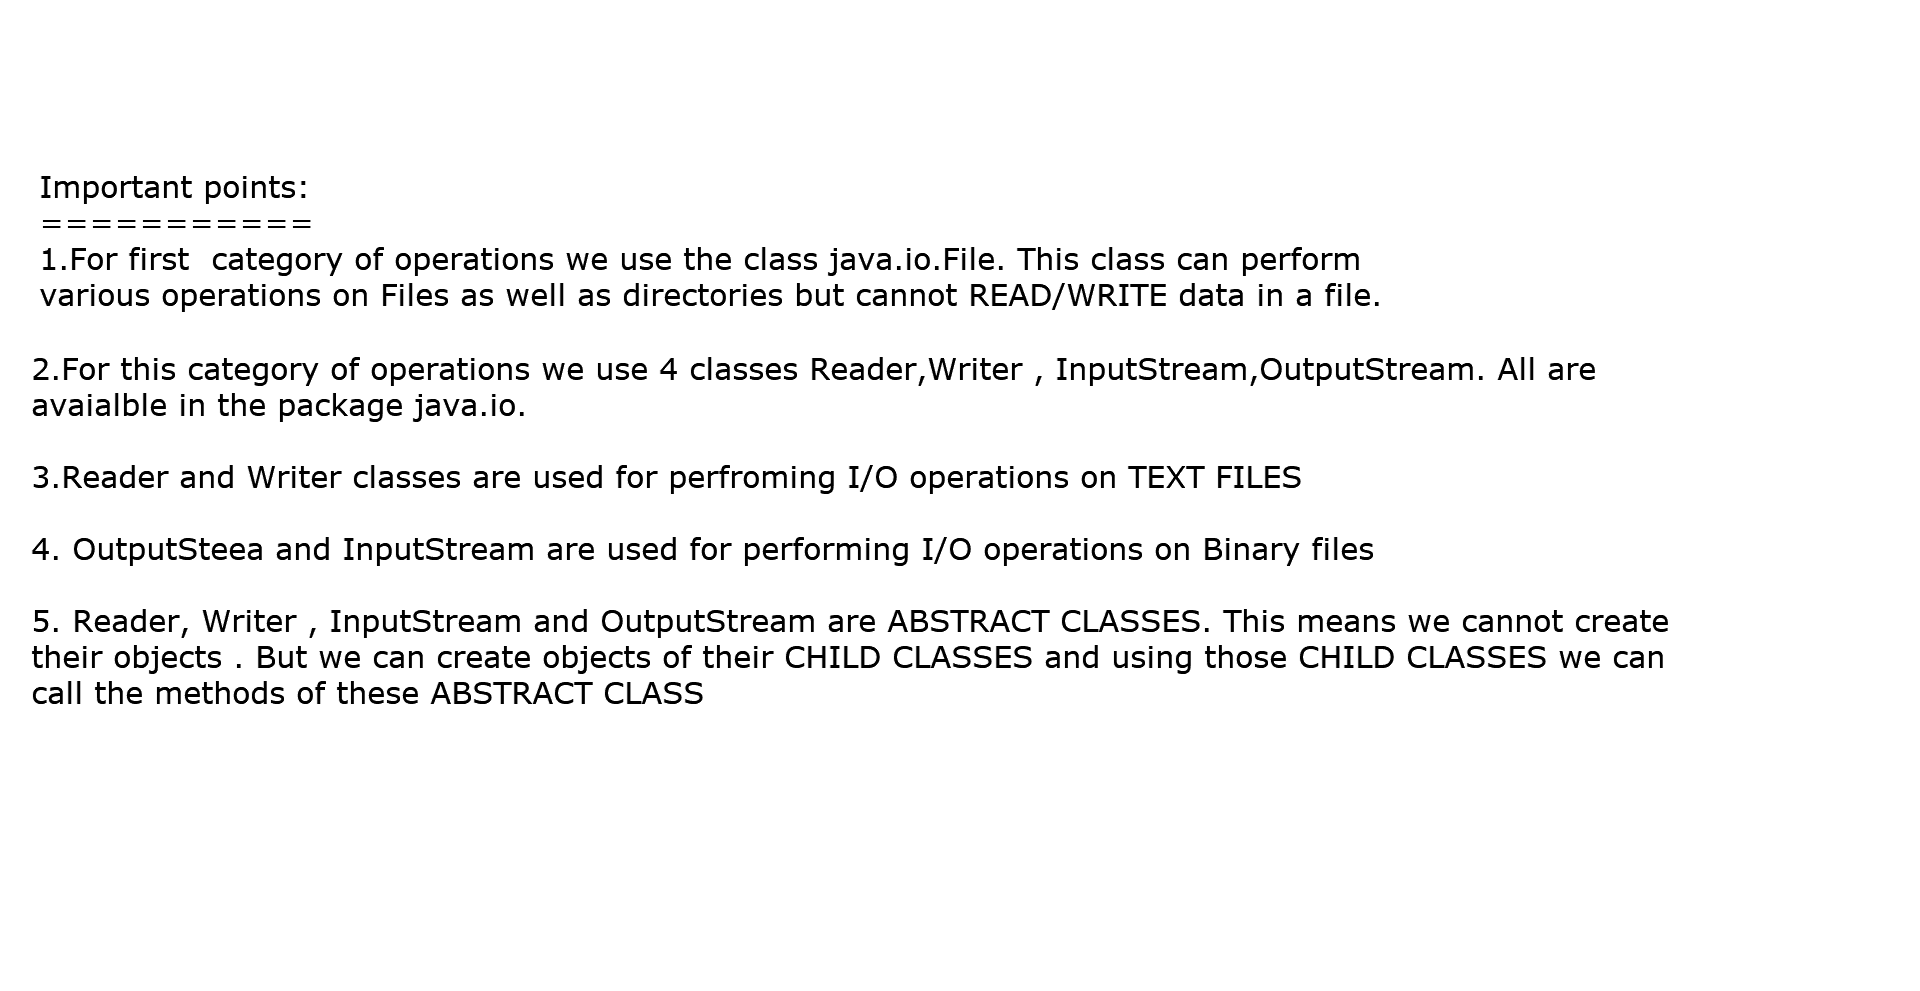 Important points:
===========
1.For first  category of operations we use the class java.io.File. This class can perform
various operations on Files as well as directories but cannot READ/WRITE data in a file.
2.For this category of operations we use 4 classes Reader,Writer , InputStream,OutputStream. All are
avaialble in the package java.io.
3.Reader and Writer classes are used for perfroming I/O operations on TEXT FILES
4. OutputSteea and InputStream are used for performing I/O operations on Binary files
5. Reader, Writer , InputStream and OutputStream are ABSTRACT CLASSES. This means we cannot create
their objects . But we can create objects of their CHILD CLASSES and using those CHILD CLASSES we can
call the methods of these ABSTRACT CLASS